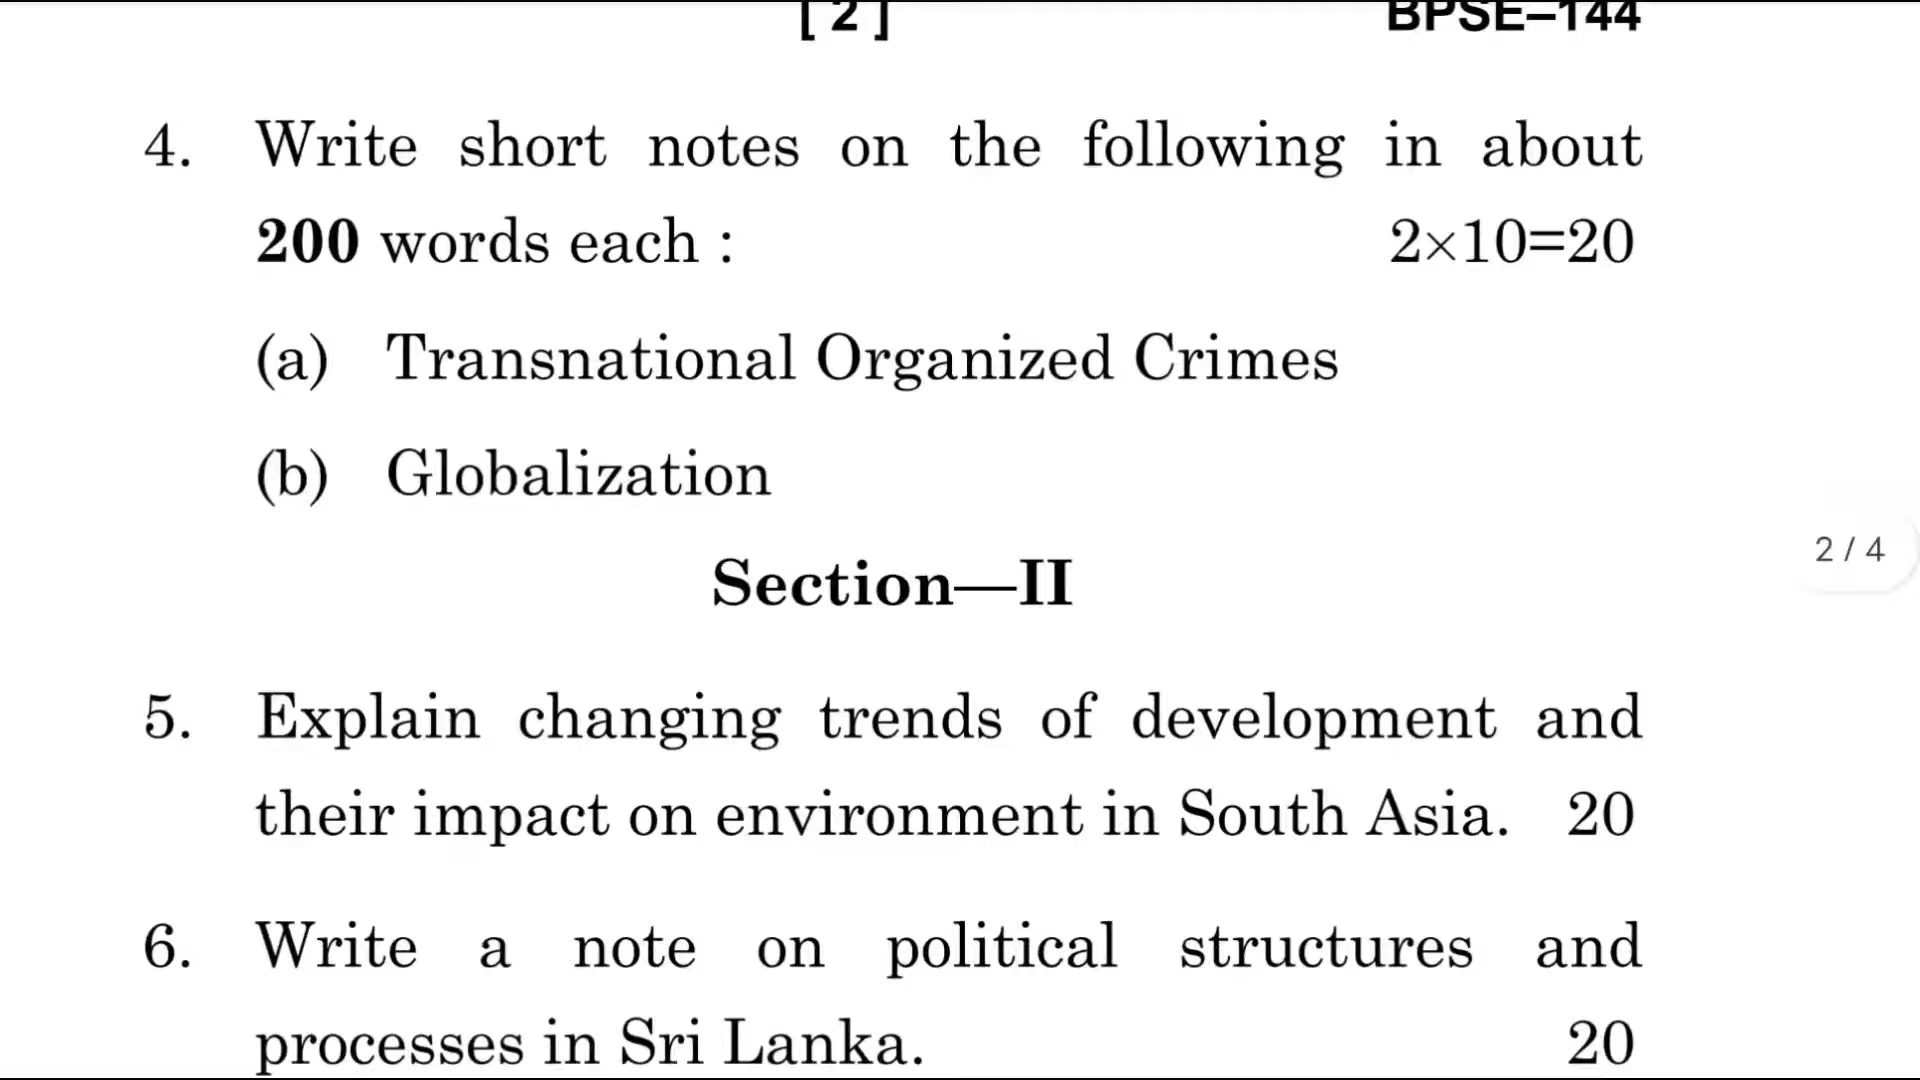 [ 2 ] BPSE–144
4. Write short notes on the following in about
200 words each : 2×10=20
(a) Transnational Organized Crimes
(b) Globalization
2 / 4
Section—II
5. Explain changing trends of development and
their impact on environment in South Asia. 20
6. Write a note on political structures and
processes in Sri Lanka. 20